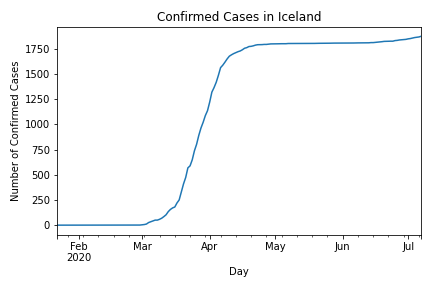 Confirmed Cases in Iceland
Number of Confirmed Cases
1750
1500
1250
1000
750
500
250
0
Feb Mar Apr May Jun Jul
2020
Day